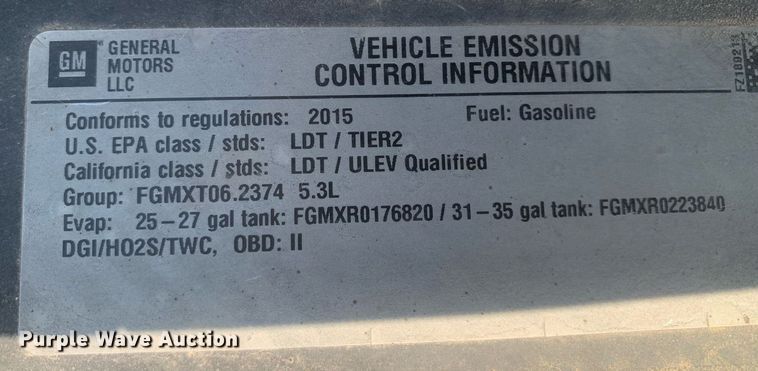 GM GENERAL MOTORS LLC
VEHICLE EMISSION
CONTROL INFORMATION
Conforms to regulations: 2015 Fuel: Gasoline
U.S. EPA class / stds: LDT / TIER2
California class / stds: LDT / ULEV Qualified
Group: FGMXT06.2374 5.3L
Evap: 25-27 gal tank: FGMXR0176820 / 31-35 gal tank: FGMXR0223840
DGI/HO2S/TWC, OBD: II
Purple Wave Auction